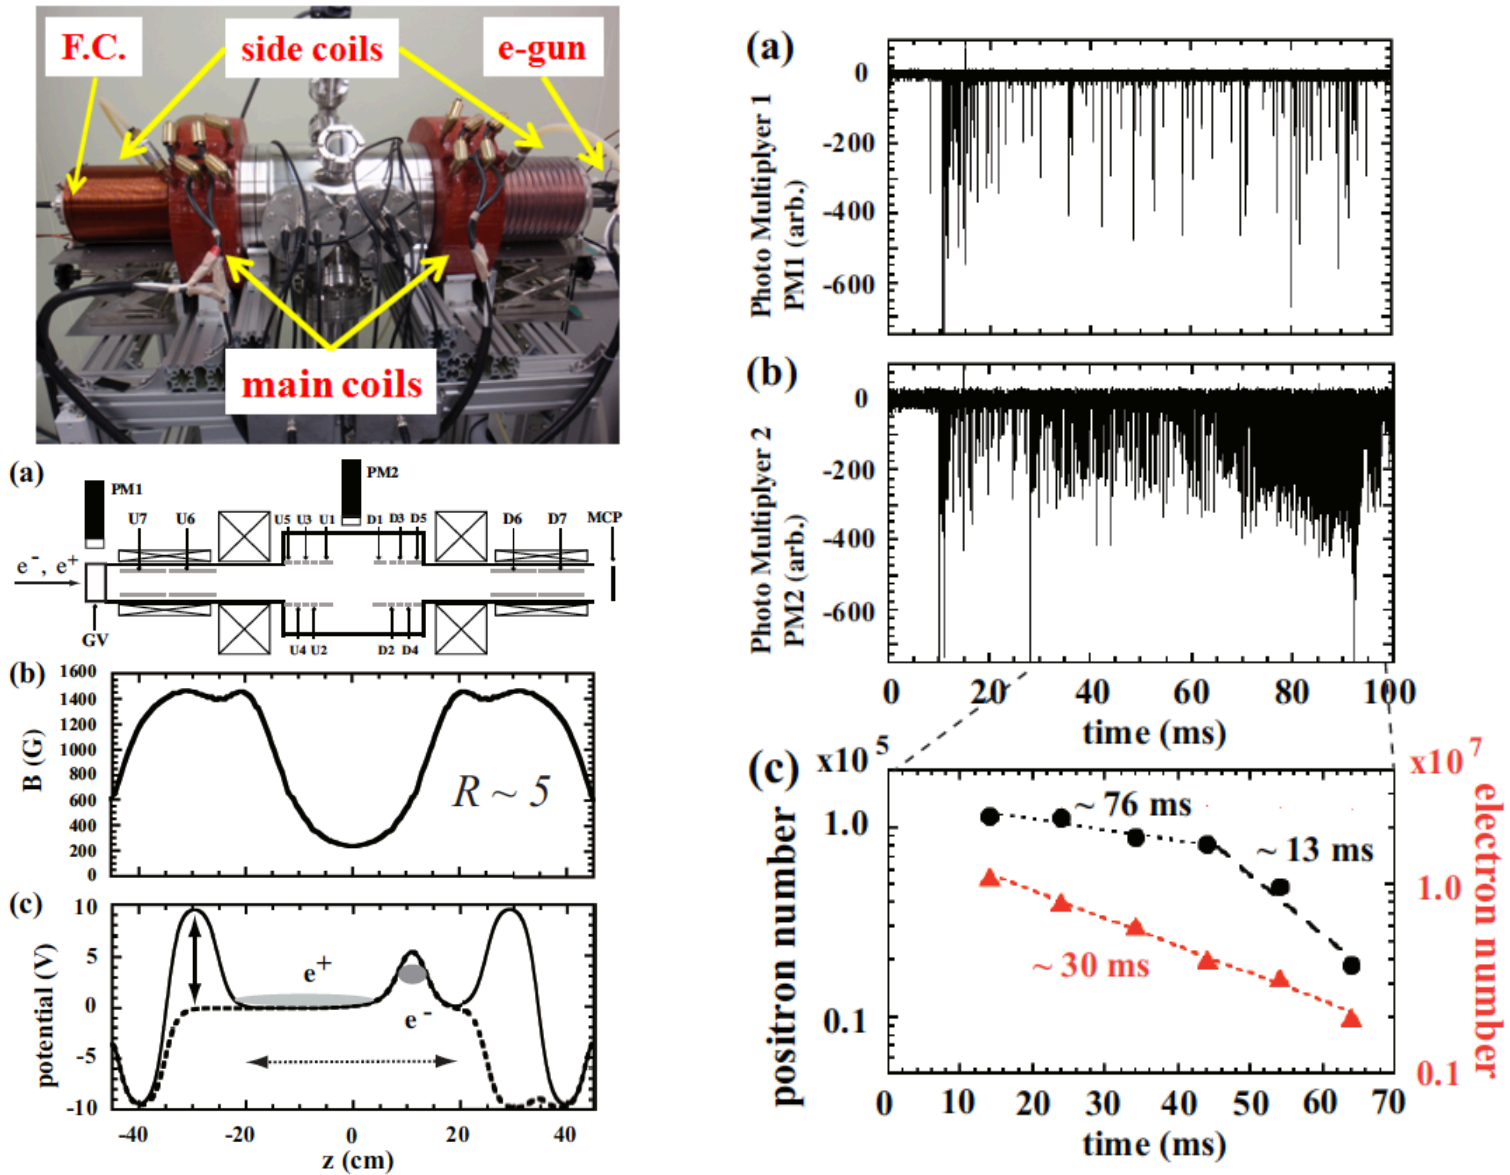 F.C.
side coils
e-gun
main coils
(a)
PM1
PM2
U7
U6
U5 U3 U1
D1 D3 D5
D6
D7
MCP
e-, e+
GV
U4 U2
D2 D4
(b)
B (G)
1600
1400
1200
1000
800
600
400
200
0
R ~ 5
(c)
potential (V)
10
5
0
-5
-10
e+
e-
-40
-20
0
20
40
z (cm)
(a)
Photo Multiplyer 1
PM1 (arb.)
0
-200
-400
-600
(b)
Photo Multiplyer 2
PM2 (arb.)
0
-200
-400
-600
0
20
40
60
80
100
time (ms)
(c)
x10^5
x10^7
positron number
1.0
0.1
~ 76 ms
~ 13 ms
~ 30 ms
electron number
1.0
0.1
0
10
20
30
40
50
60
70
time (ms)